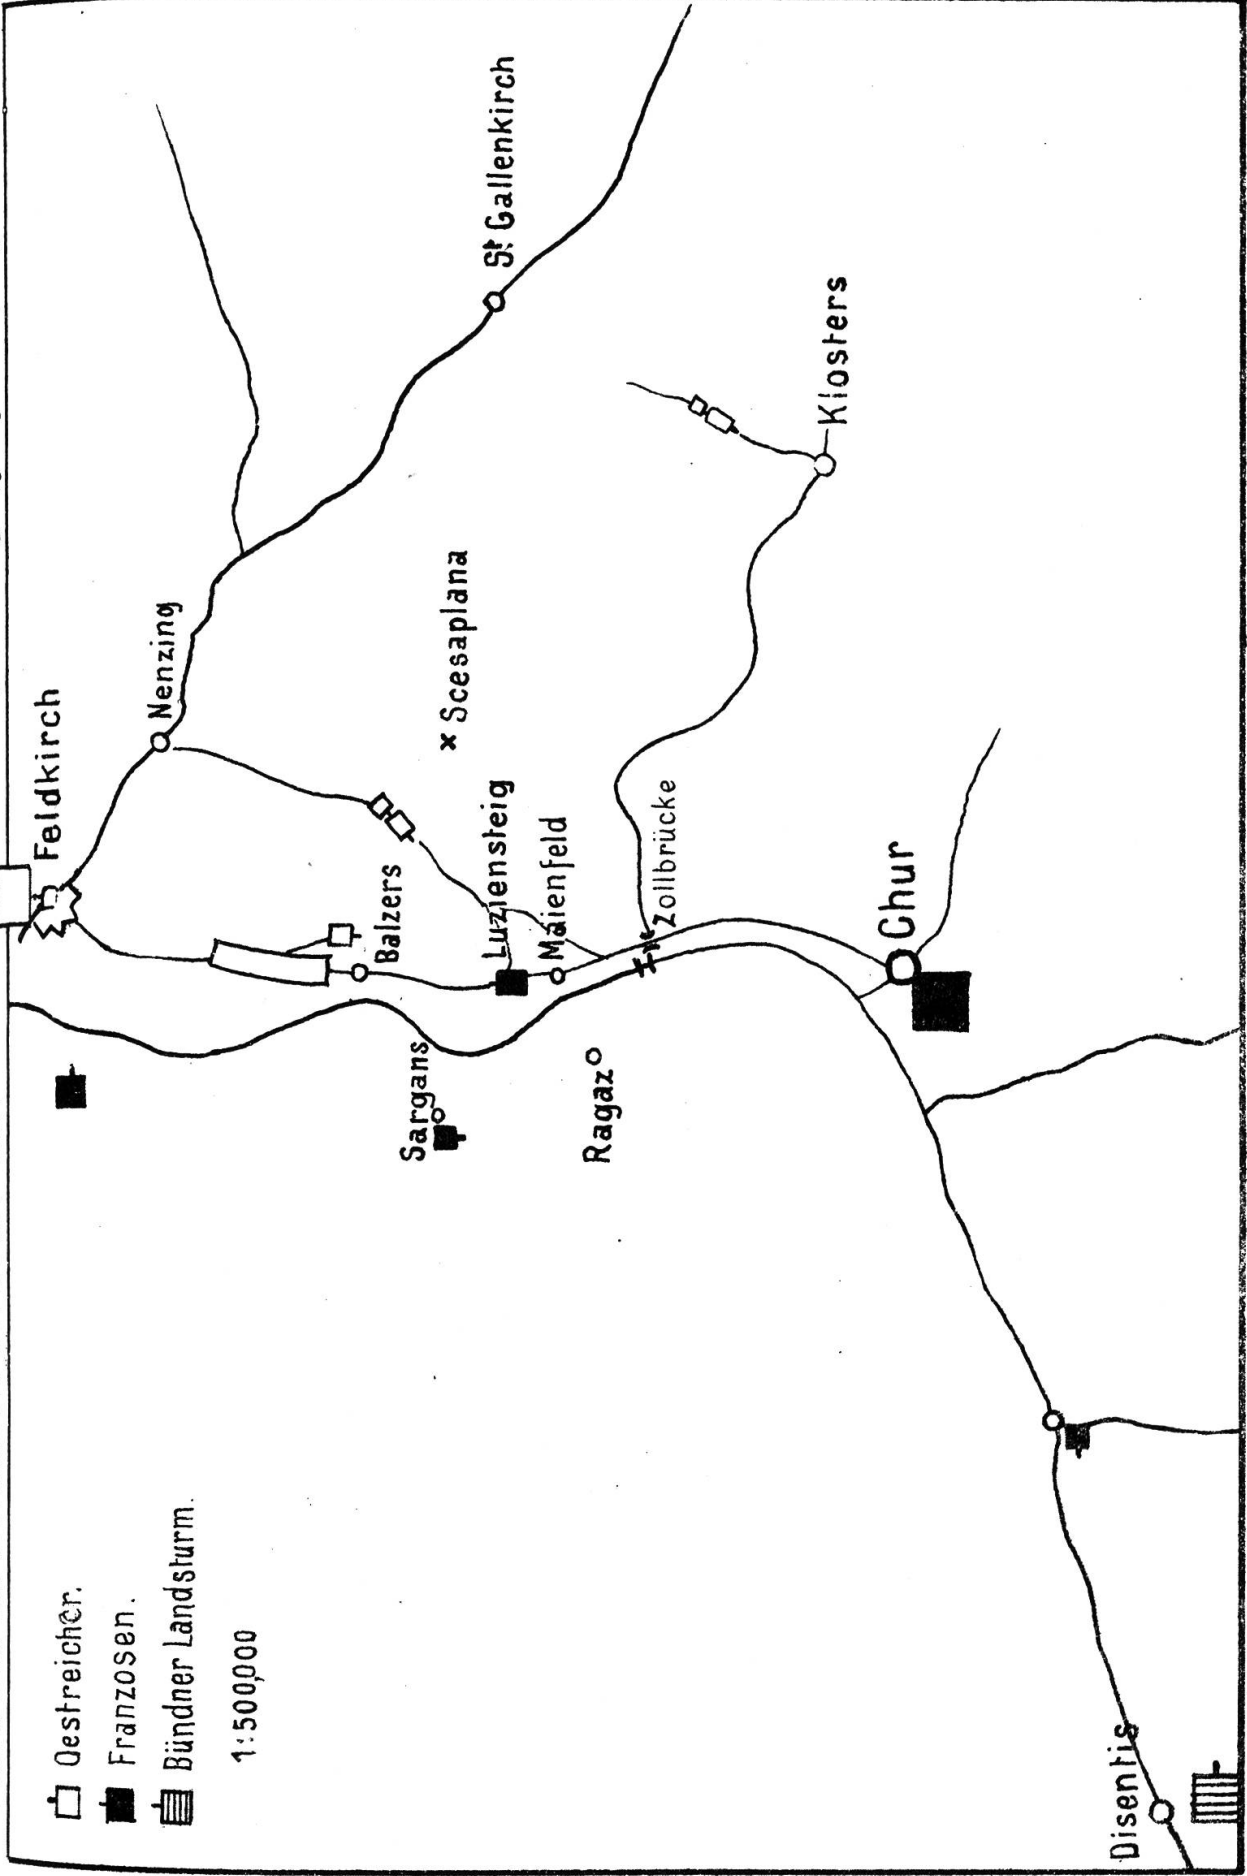 Feldkirch
Nenzing
St Gallenkirch
Balzers
× Scesaplana
Sargans
Luziensteig
Maienfeld
Ragaz
Zollbrücke
Klosters
Chur
Disentis
Oestreicher.
Franzosen.
Bündner Landsturm.
1:500,000